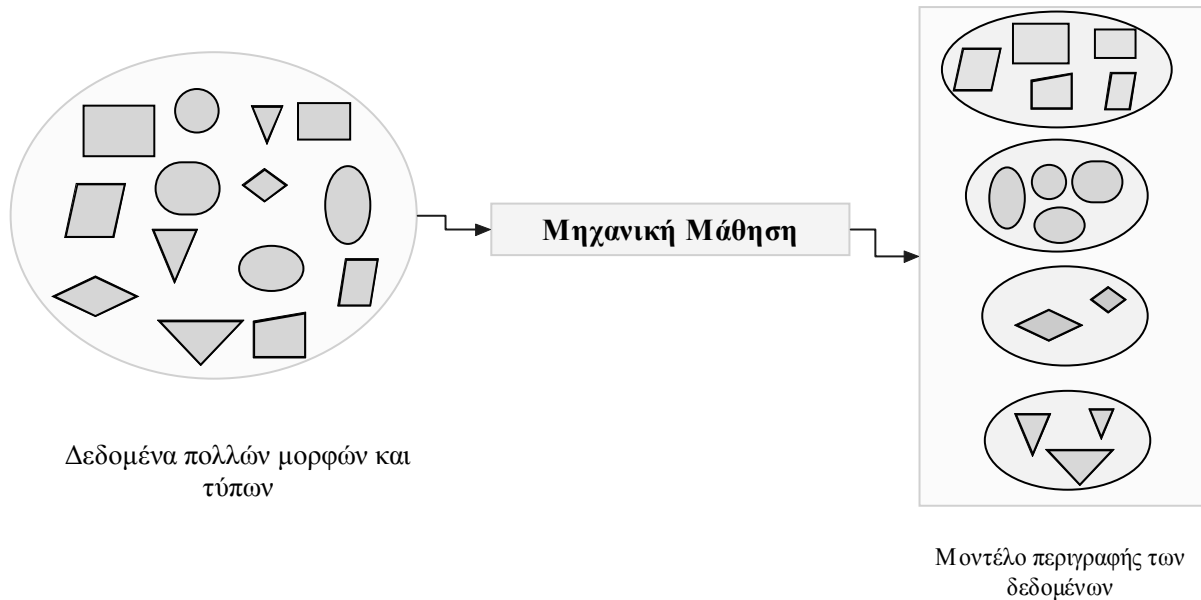 Μηχανική Μάθηση
Δεδομένα πολλών μορφών και
τύπων
Μοντέλο περιγραφής των
δεδομένων